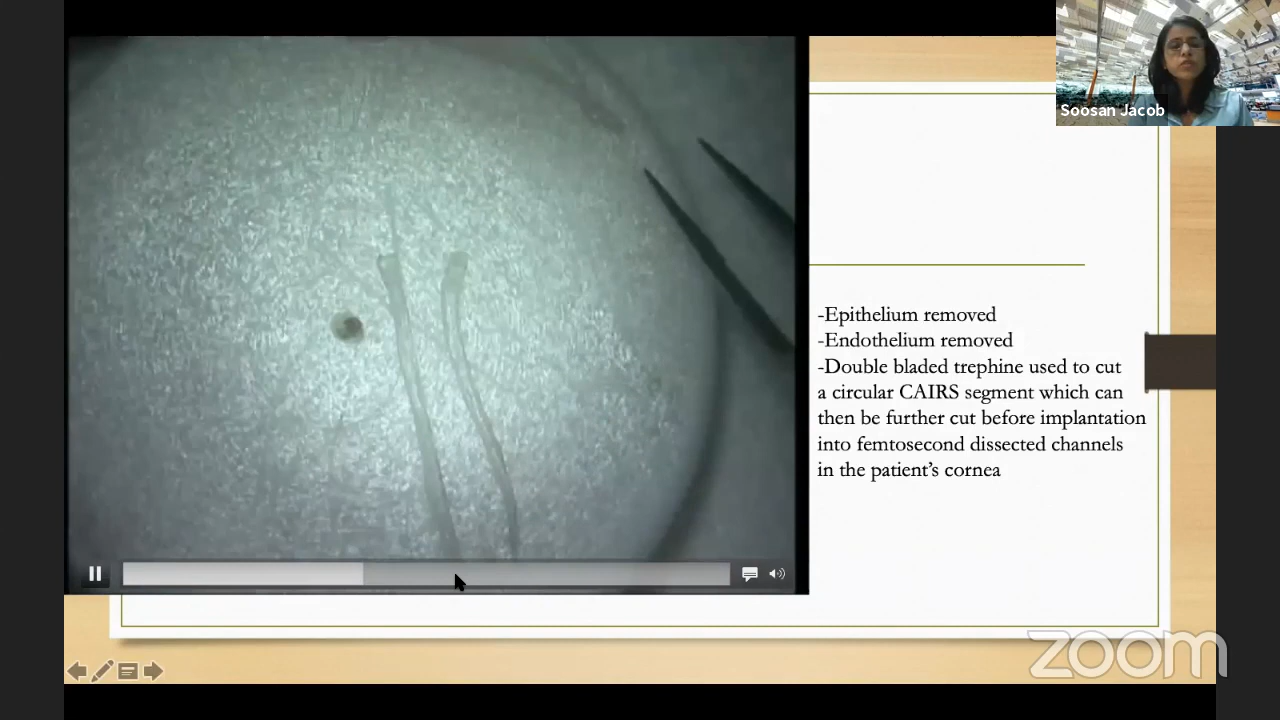 Soosan Jacob
-Epithelium removed
-Endothelium removed
-Double bladed trephine used to cut
a circular CAIRS segment which can
then be further cut before implantation
into femtosecond dissected channels
in the patient’s cornea
zoom